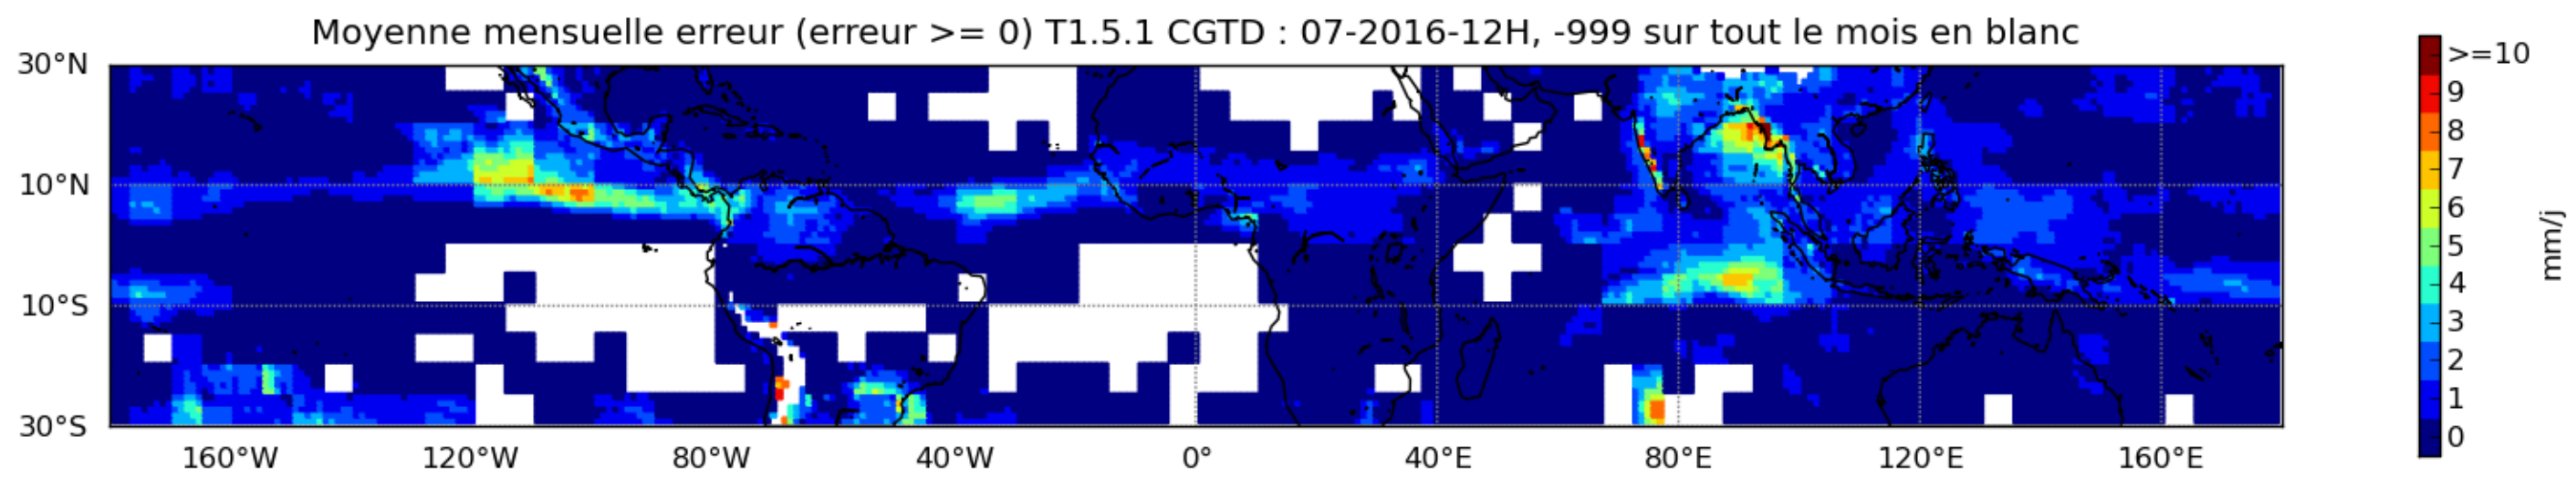 Moyenne mensuelle erreur (erreur >= 0) T1.5.1 CGTD : 07-2016-12H, -999 sur tout le mois en blanc
30°N
10°N
10°S
30°S
160°W 120°W 80°W 40°W 0° 40°E 80°E 120°E 160°E
>=10
9
8
7
6
5
4
3
2
1
0
mm/j